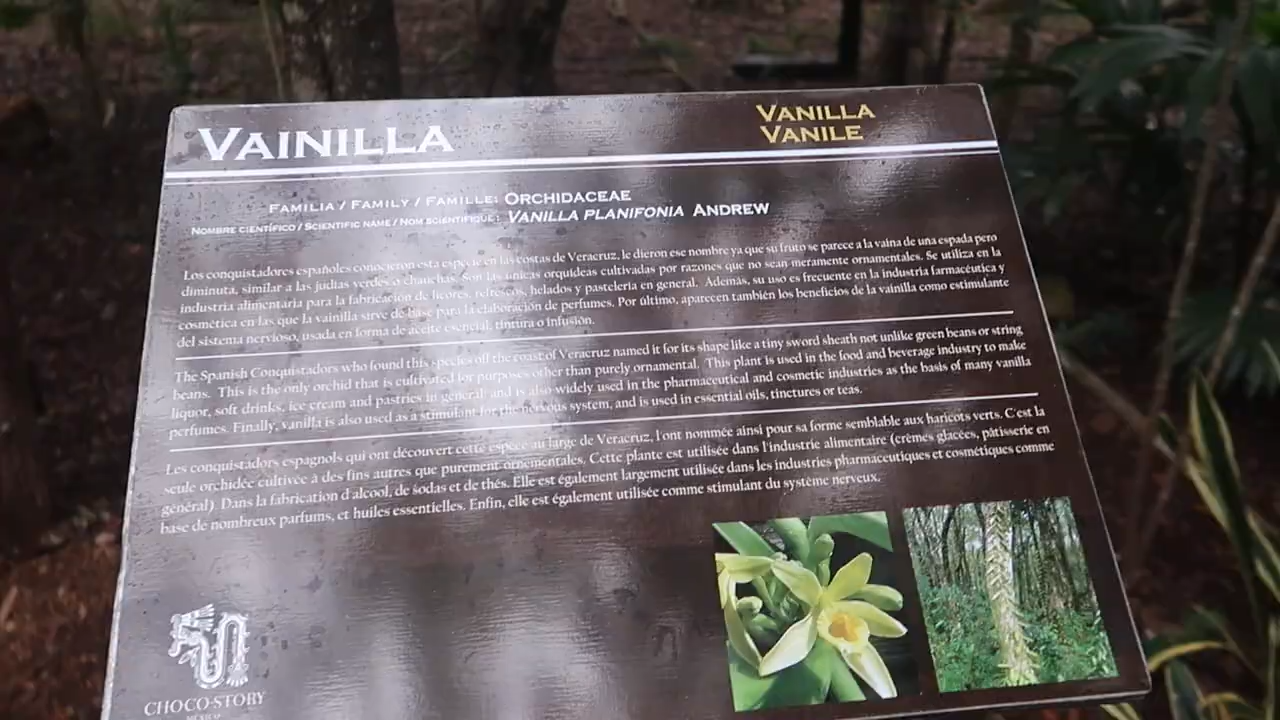 VAINILLA
VANILLA
VANILE
FAMILIA / FAMILY / FAMILLE: ORCHIDACEAE
NOMBRE CIENTÍFICO / SCIENTIFIC NAME / NOM SCIENTIFIQUE: VANILLA PLANIFONIA ANDREW
Los conquistadores españoles conocieron esta especie en las costas de Veracruz, le dieron ese nombre ya que su fruto se parece a la vaina de una espada pero
diminuta, similar a las judías verdes o chauchas. Son las únicas orquídeas cultivadas por razones que no sean meramente ornamentales. Se utiliza en la
industria alimentaria para la fabricación de licores, refrescos, helados y pastelería en general. Además, su uso es frecuente en la industria farmacéutica y
cosmética en las que la vainilla sirve de base para la elaboración de perfumes. Por último, aparecen también los beneficios de la vainilla como estimulante
del sistema nervioso, usada en forma de aceite esencial, tintura o infusión.
The Spanish Conquistadors who found this species off the coast of Veracruz named it for its shape like a tiny sword sheath not unlike green beans or string
beans. This is the only orchid that is cultivated for purposes other than purely ornamental. This plant is used in the food and beverage industry to make
liquor, soft drinks, ice cream and pastries in general and is also widely used in the pharmaceutical and cosmetic industries as the basis of many vanilla
perfumes. Finally, vanilla is also used as a stimulant for the nervous system, and is used in essential oils, tinctures or teas.
Les conquistadors espagnols qui ont découvert cette espèce au large de Veracruz, l'ont nommée ainsi pour sa forme semblable aux haricots verts. C'est la
seule orchidée cultivée à des fins autres que purement ornementales. Cette plante est utilisée dans l'industrie alimentaire (crèmes glacées, pâtisserie en
général). Dans la fabrication d'alcool, de sodas et de thés. Elle est également largement utilisée dans les industries pharmaceutiques et cosmétiques comme
base de nombreux parfums, et huiles essentielles. Enfin, elle est également utilisée comme stimulant du système nerveux.
CHOCO-STORY
MÉXICO